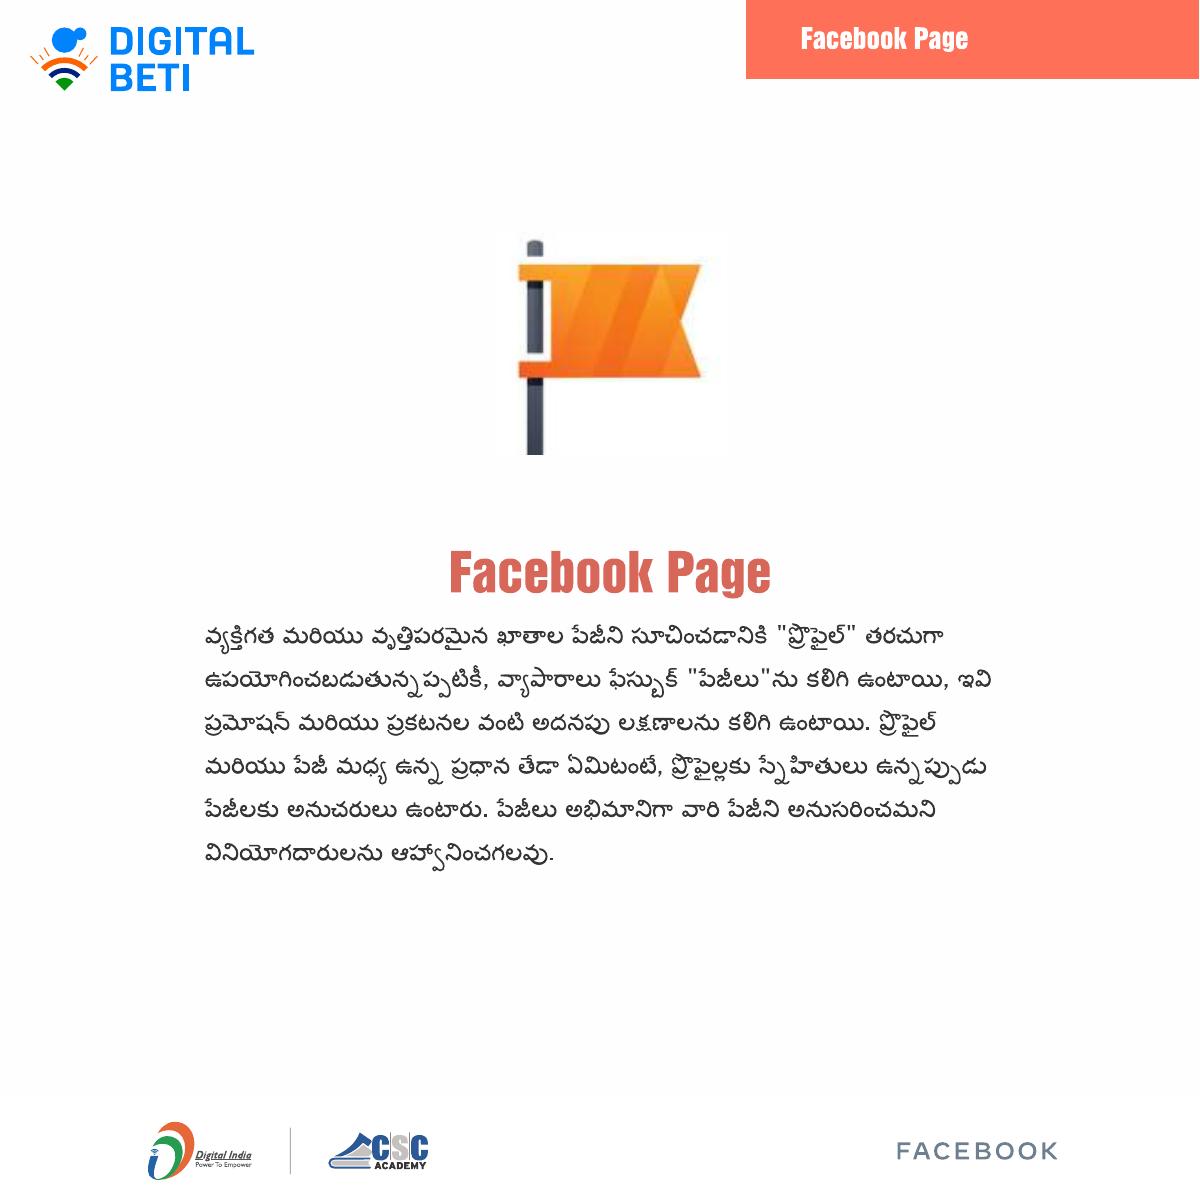 DIGITAL
BETI
Facebook Page
Facebook Page
వ్యక్తిగత మరియు వృత్తిపరమైన ఖాతాల పేజీని సూచించడానికి "ప్రొఫైల్" తరచుగా
ఉపయోగించబడుతున్నప్పటికీ, వ్యాపారాలు ఫేస్బుక్ "పేజీలు"ను కలిగి ఉంటాయి, ఇవి
ప్రమోషన్ మరియు ప్రకటనల వంటి అదనపు లక్షణాలను కలిగి ఉంటాయి. ప్రొఫైల్
మరియు పేజీ మధ్య ఉన్న ప్రధాన తేడా ఏమిటంటే, ప్రొఫైల్లకు స్నేహితులు ఉన్నప్పుడు
పేజీలకు అనుచరులు ఉంటారు. పేజీలు అభిమానిగా వారి పేజీని అనుసరించమని
వినియోగదారులను ఆహ్వానించగలవు.
Digital India
Power To Empower
CSC
ACADEMY
FACEBOOK